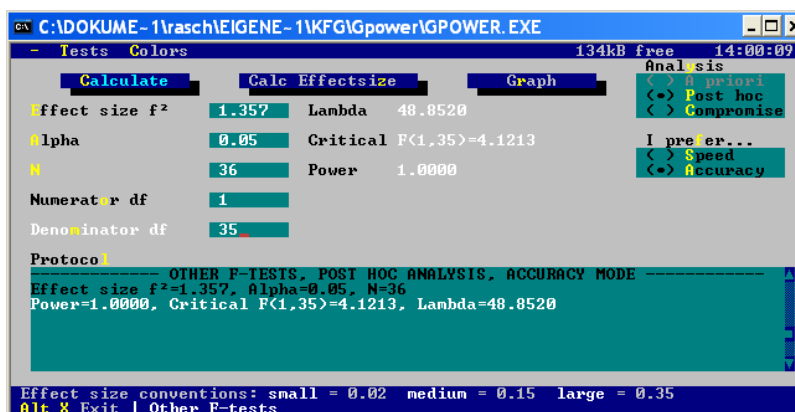 C:\DOKUME~1\rasch\EIGENE~1\KFG\Gpower\GPOWER.EXE
- Tests Colors 134kB free 14:00:09
Calculate Calc Effectsize Graph
Analysis
( ) A priori
(•) Post hoc
( ) Compromise
Effect size f² 1.357 Lambda 48.8520
Alpha 0.05 Critical F(1,35)=4.1213
I prefer...
( ) Speed
(•) Accuracy
N 36 Power 1.0000
Numerator df 1
Denominator df 35_
Protocol
------------- OTHER F-TESTS, POST HOC ANALYSIS, ACCURACY MODE ------------
Effect size f²=1.357, Alpha=0.05, N=36
Power=1.0000, Critical F(1,35)=4.1213, Lambda=48.8520
Effect size conventions: small = 0.02 medium = 0.15 large = 0.35
Alt X Exit | Other F-tests